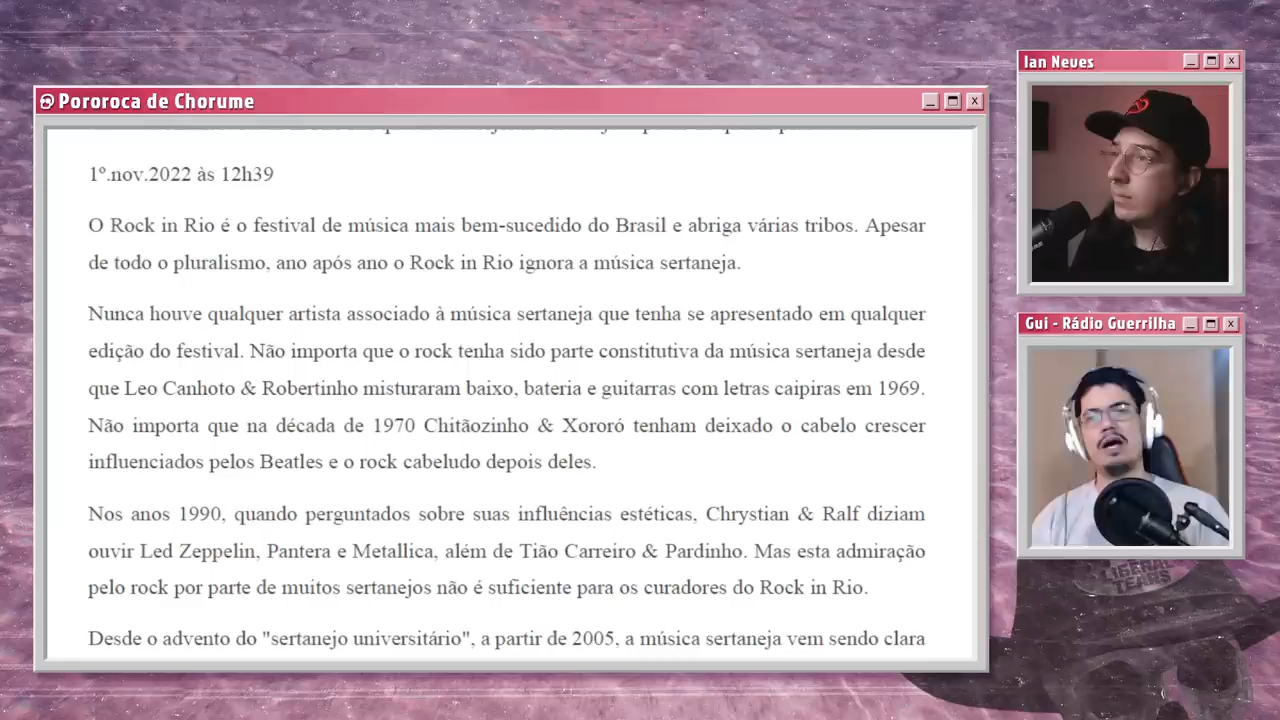 Pororoca de Chorume
1º.nov.2022 às 12h39
O Rock in Rio é o festival de música mais bem-sucedido do Brasil e abriga várias tribos. Apesar
de todo o pluralismo, ano após ano o Rock in Rio ignora a música sertaneja.
Nunca houve qualquer artista associado à música sertaneja que tenha se apresentado em qualquer
edição do festival. Não importa que o rock tenha sido parte constitutiva da música sertaneja desde
que Leo Canhoto & Robertinho misturaram baixo, bateria e guitarras com letras caipiras em 1969.
Não importa que na década de 1970 Chitãozinho & Xororó tenham deixado o cabelo crescer
influenciados pelos Beatles e o rock cabeludo depois deles.
Nos anos 1990, quando perguntados sobre suas influências estéticas, Chrystian & Ralf diziam
ouvir Led Zeppelin, Pantera e Metallica, além de Tião Carreiro & Pardinho. Mas esta admiração
pelo rock por parte de muitos sertanejos não é suficiente para os curadores do Rock in Rio.
Desde o advento do "sertanejo universitário", a partir de 2005, a música sertaneja vem sendo clara
Ian Neves
Gui - Rádio Guerrilha
LIBERAL
TEARS